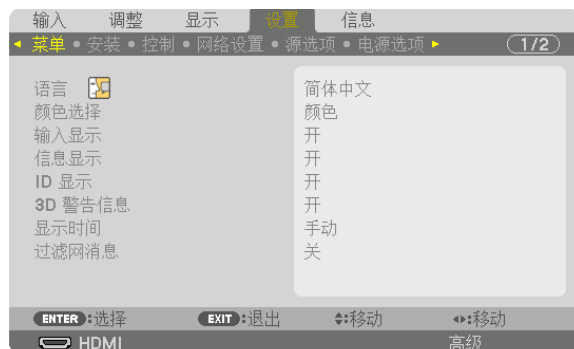 输入 调整 显示 设置 信息
菜单 • 安装 • 控制 • 网络设置 • 源选项 • 电源选项 1/2
语言 简体中文
颜色选择 颜色
输入显示 开
信息显示 开
ID 显示 开
3D 警告信息 开
显示时间 手动
过滤网消息 关
ENTER:选择 EXIT:退出 :移动 :移动
HDMI 高级